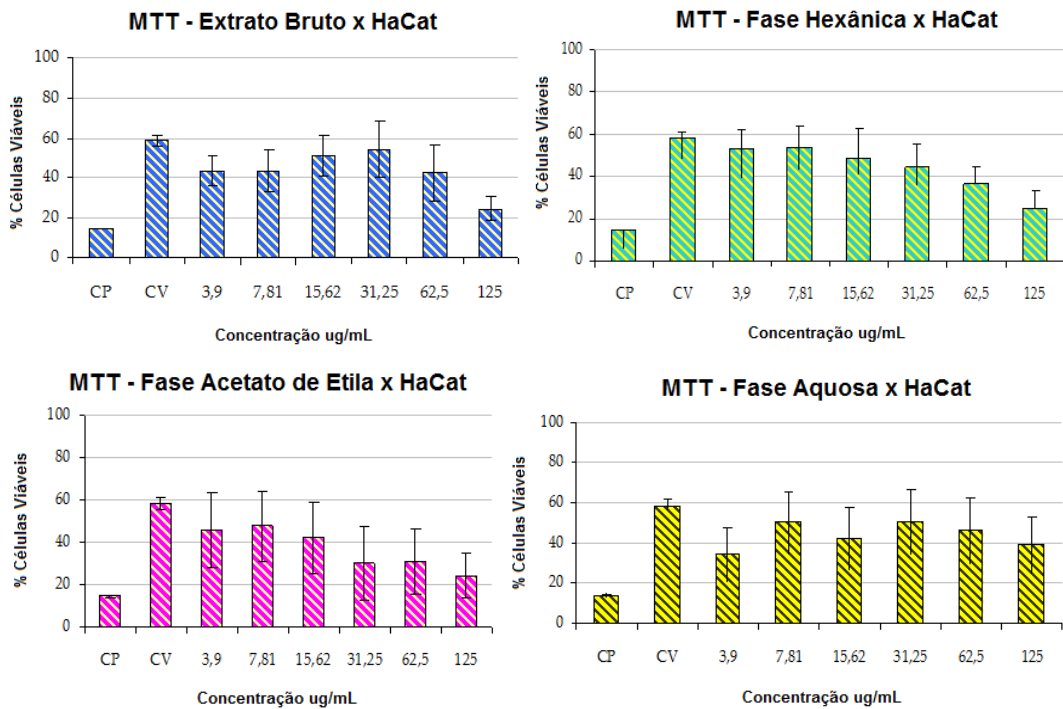 MTT - Extrato Bruto x HaCat
% Células Viáveis
100
80
60
40
20
0
CP CV 3,9 7,81 15,62 31,25 62,5 125
Concentração ug/mL
MTT - Fase Hexânica x HaCat
% Células Viáveis
100
80
60
40
20
0
CP CV 3,9 7,81 15,62 31,25 62,5 125
Concentração ug/mL
MTT - Fase Acetato de Etila x HaCat
% Células Viáveis
100
80
60
40
20
0
CP CV 3,9 7,81 15,62 31,25 62,5 125
Concentração ug/mL
MTT - Fase Aquosa x HaCat
% Células Viáveis
100
80
60
40
20
0
CP CV 3,9 7,81 15,62 31,25 62,5 125
Concentração ug/mL